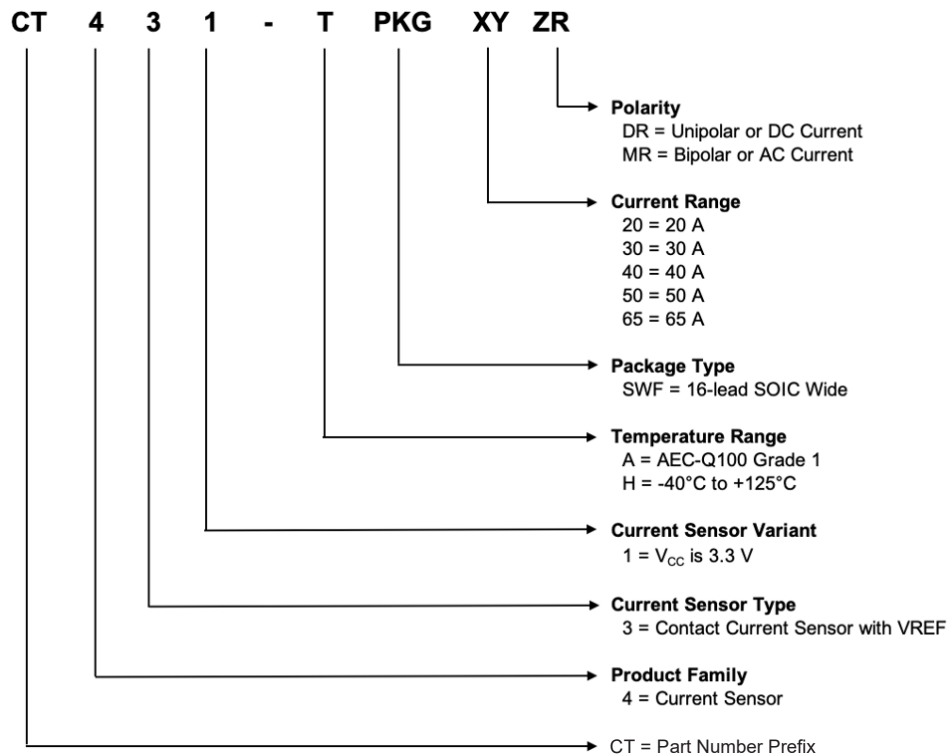 CT 4 3 1 - T PKG XY ZR
Polarity
DR = Unipolar or DC Current
MR = Bipolar or AC Current
Current Range
20 = 20 A
30 = 30 A
40 = 40 A
50 = 50 A
65 = 65 A
Package Type
SWF = 16-lead SOIC Wide
Temperature Range
A = AEC-Q100 Grade 1
H = -40°C to +125°C
Current Sensor Variant
1 = VCC is 3.3 V
Current Sensor Type
3 = Contact Current Sensor with VREF
Product Family
4 = Current Sensor
CT = Part Number Prefix